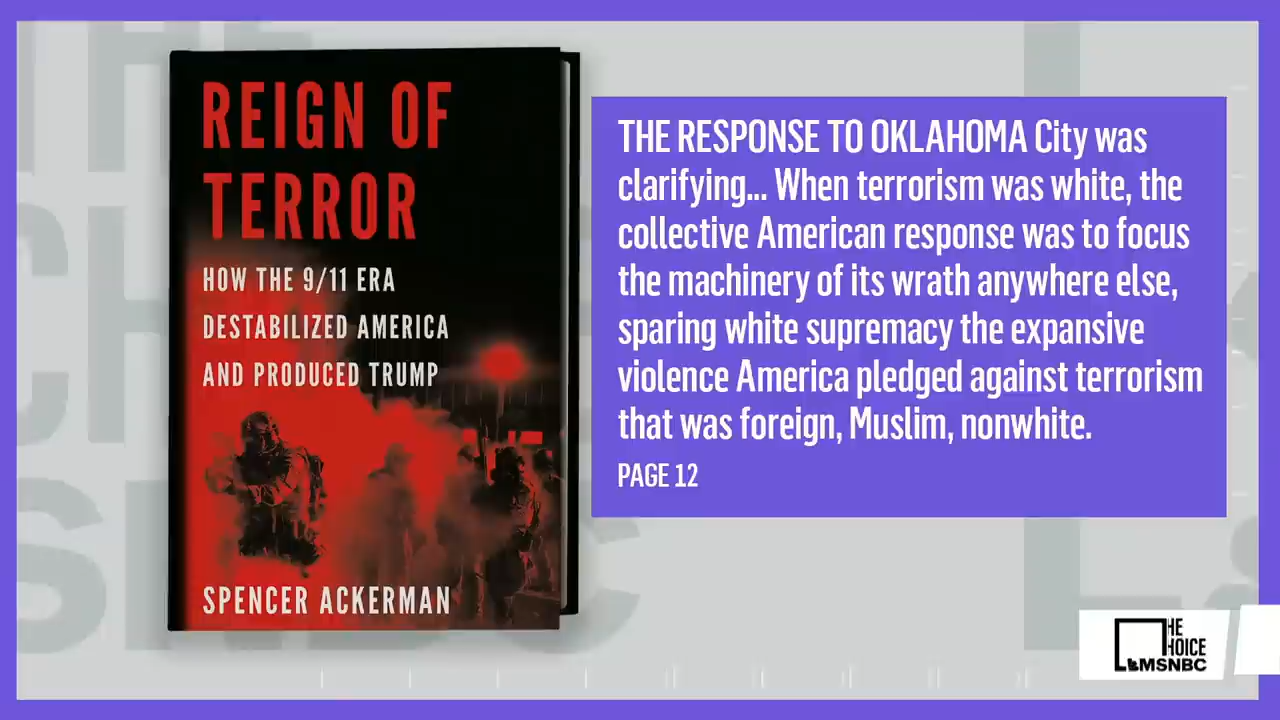 REIGN OF
TERROR
HOW THE 9/11 ERA
DESTABILIZED AMERICA
AND PRODUCED TRUMP
SPENCER ACKERMAN
THE RESPONSE TO OKLAHOMA City was
clarifying... When terrorism was white, the
collective American response was to focus
the machinery of its wrath anywhere else,
sparing white supremacy the expansive
violence America pledged against terrorism
that was foreign, Muslim, nonwhite.
PAGE 12
THE
CHOICE
MSNBC